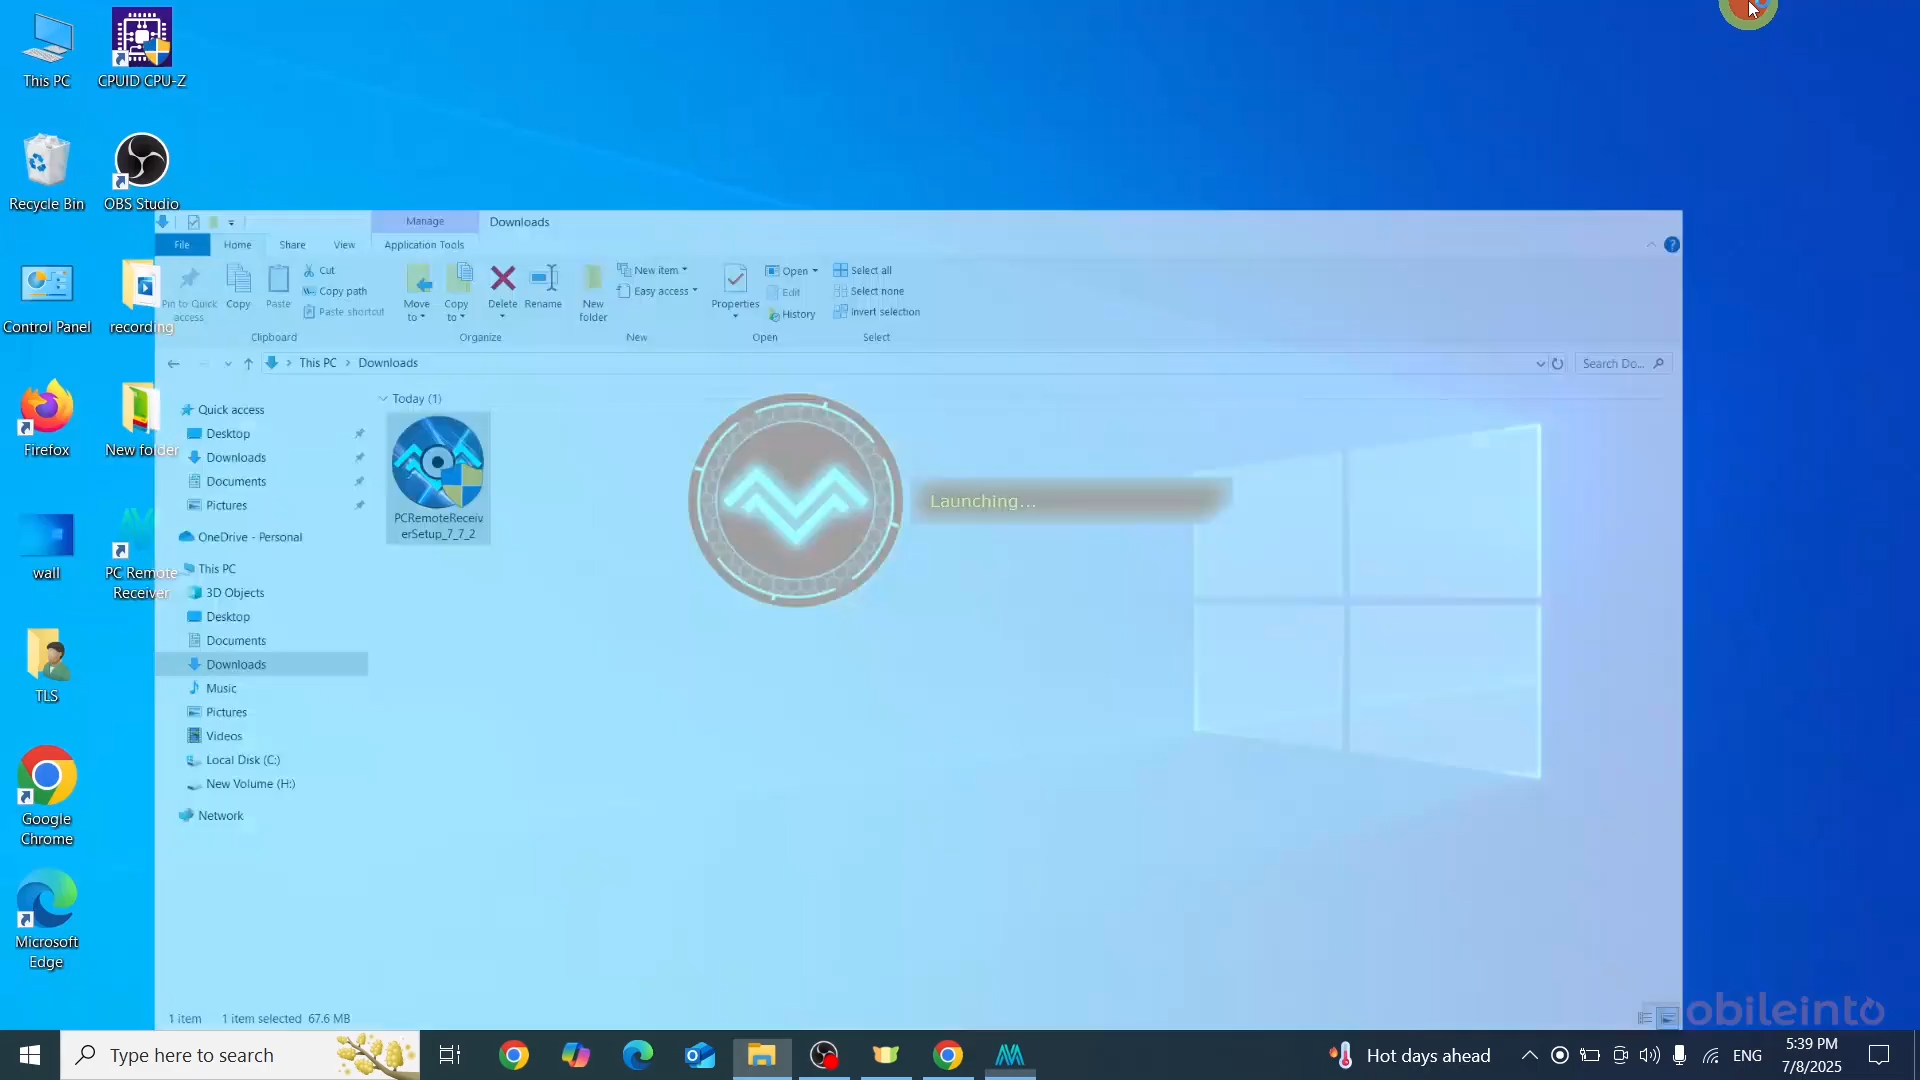 This PC
CPUID CPU-Z
Recycle Bin
OBS Studio
Control Panel
recording
Firefox
New folder
wall
PC Remote
Receiver
TLS
Google
Chrome
Microsoft
Edge
Manage
Downloads
File
Home
Share
View
Application Tools
Pin to Quick
access
Copy
Paste
Cut
Copy path
Paste shortcut
Clipboard
Move
to
Copy
to
Delete
Rename
Organize
New
folder
New item
Easy access
New
Properties
Open
Edit
History
Open
Select all
Select none
Invert selection
Select
This PC
Downloads
Search Do...
Quick access
Desktop
Downloads
Documents
Pictures
OneDrive - Personal
This PC
3D Objects
Desktop
Documents
Downloads
Music
Pictures
Videos
Local Disk (C:)
New Volume (H:)
Network
Today (1)
PCRemoteReceiv
erSetup_7_7_2
Launching...
1 item
1 item selected 67.6 MB
obileinto
Type here to search
Hot days ahead
ENG
5:39 PM
7/8/2025